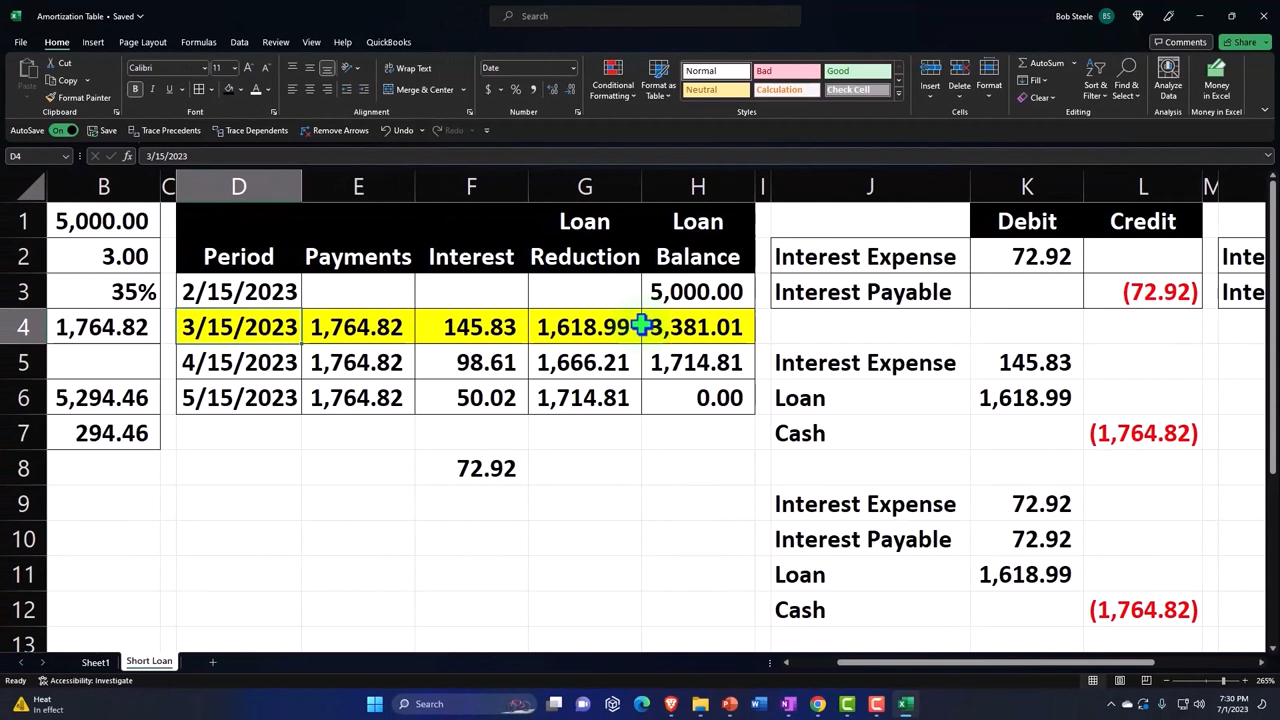 Amortization Table • Saved
Search
Bob Steele BS
File Home Insert Page Layout Formulas Data Review View Help QuickBooks Comments Share
Cut
Copy
Format Painter
Paste
Clipboard
Calibri 11
B I U
Font
Wrap Text
Merge & Center
Alignment
Date
$ % 9
Number
Conditional Formatting
Format as Table
Normal Bad Good
Neutral Calculation Check Cell
Styles
Insert Delete Format
Cells
AutoSum
Fill
Clear
Sort & Filter
Find & Select
Editing
Analyze Data
Analysis
Money in Excel
Money in Excel
AutoSave On Save Trace Precedents Trace Dependents Remove Arrows Undo Redo
D4 fx 3/15/2023
B C D E F G H I J K L M
1 5,000.00 Loan Loan Debit Credit
2 3.00 Period Payments Interest Reduction Balance Interest Expense 72.92 Inte
3 35% 2/15/2023 5,000.00 Interest Payable (72.92) Inte
4 1,764.82 3/15/2023 1,764.82 145.83 1,618.99 3,381.01
5 4/15/2023 1,764.82 98.61 1,666.21 1,714.81 Interest Expense 145.83
6 5,294.46 5/15/2023 1,764.82 50.02 1,714.81 0.00 Loan 1,618.99
7 294.46 Cash (1,764.82)
8 72.92
9 Interest Expense 72.92
10 Interest Payable 72.92
11 Loan 1,618.99
12 Cash (1,764.82)
13
Sheet1 Short Loan
Ready Accessibility: Investigate 265%
Heat
In effect
Search
7:30 PM
7/1/2023